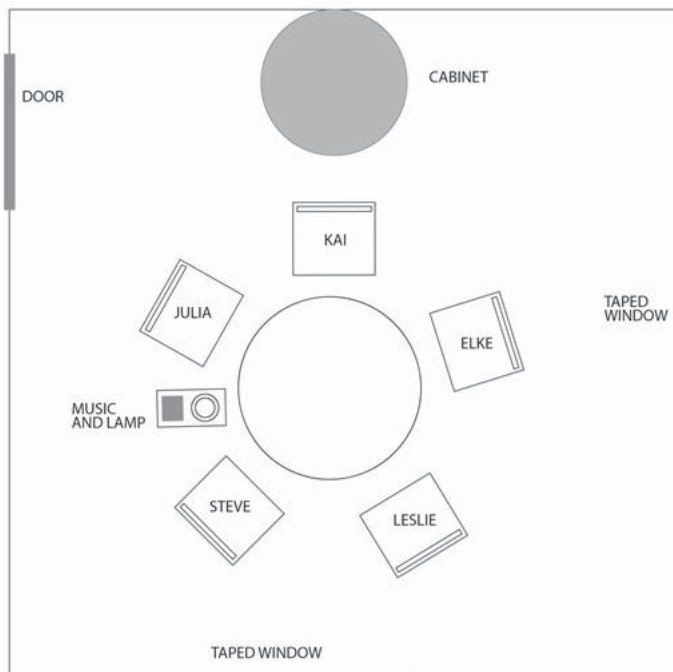 CABINET
DOOR
KAI
JULIA
TAPED
WINDOW
ELKE
MUSIC
AND LAMP
STEVE
LESLIE
TAPED WINDOW